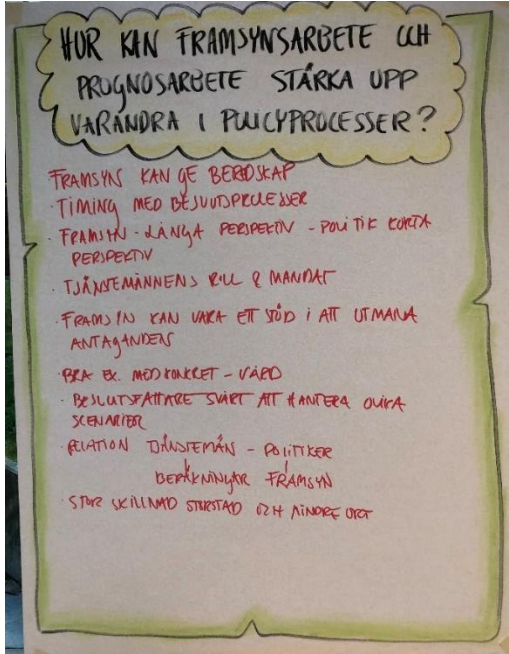 HUR KAN FRAMSYNSARBETE OCH
PROGNOSARBETE STÄRKA UPP
VARANDRA I POLICYPROCESSER?
FRAMSYN KAN GE BEREDSKAP
· TIMING MED BESLUTSPROCESSER
· FRAMSYN - LÅNGA PERSPEKTIV - POLITIK KORTA
PERSPEKTIV
· TJÄNSTEMÄNNENS ROLL & MANDAT
· FRAMSYN KAN VARA ETT STÖD I ATT UTMANA
ANTAGANDEN
· BRA EX. MED KONKRET - VÅRD
· BESLUTSFATTARE SVÅRT ATT HANTERA OLIKA
SCENARIER
· RELATION TJÄNSTEMÄN - POLITIKER
BERÄKNINGAR FRAMSYN
· STOR SKILLNAD STORSTAD OCH MINDRE ORT